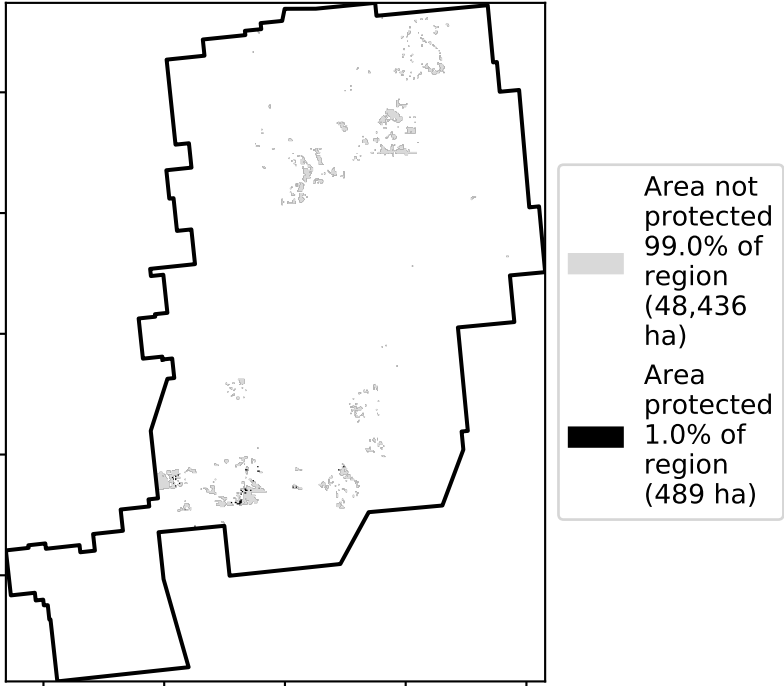 Area not
protected
99.0% of
region
(48,436
ha)
Area
protected
1.0% of
region
(489 ha)